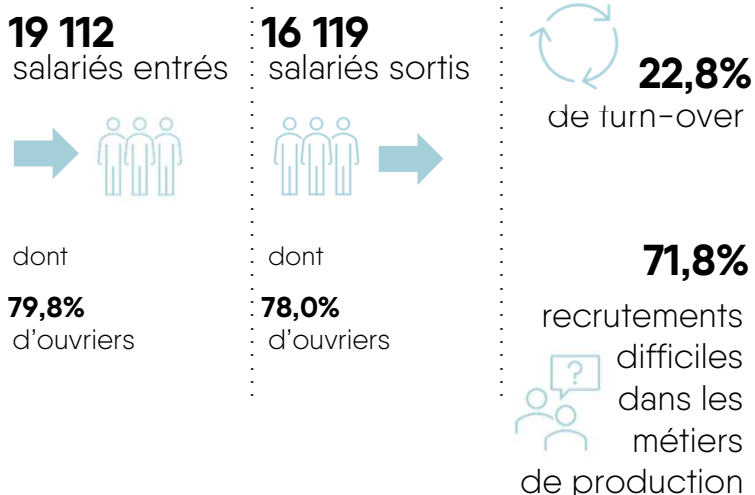 19 112
salariés entrés
dont
79,8%
d'ouvriers
16 119
salariés sortis
dont
78,0%
d'ouvriers
22,8%
de turn-over
71,8%
recrutements
difficiles
?
dans les
métiers
de production